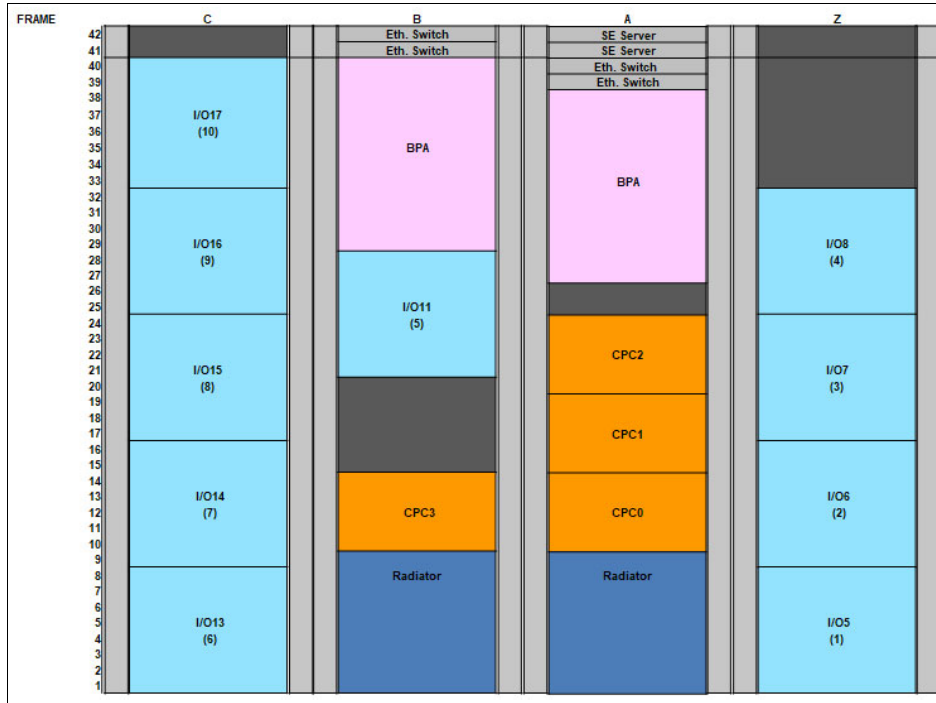 FRAME C B A Z
42 Eth. Switch SE Server
41 Eth. Switch SE Server
40 Eth. Switch
39 Eth. Switch
38
37 I/O17
36 (10)
35 BPA
34
33 BPA
32
31
30
29 I/O16 I/O8
28 (9) (4)
27
26
25 I/O11
24 (5)
23
22 CPC2
21 I/O15 I/O7
20 (8) (3)
19
18
17 CPC1
16
15
14
13 I/O14 I/O6
12 (7) CPC3 CPC0 (2)
11
10
9
8 Radiator Radiator
7
6
5 I/O13 I/O5
4 (6) (1)
3
2
1